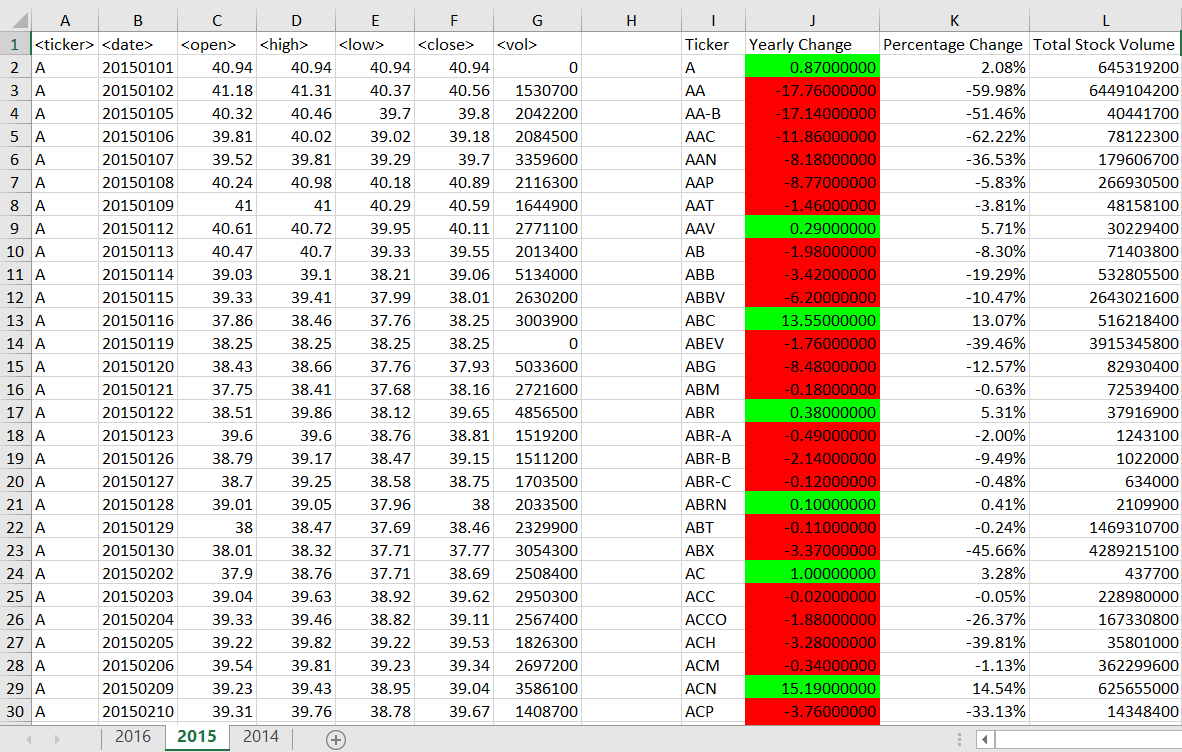 A B C D E F G H I J K L
1 <ticker> <date> <open> <high> <low> <close> <vol> Ticker Yearly Change Percentage Change Total Stock Volume
2 A 20150101 40.94 40.94 40.94 40.94 0 A 0.87000000 2.08% 645319200
3 A 20150102 41.18 41.31 40.37 40.56 1530700 AA -17.76000000 -59.98% 6449104200
4 A 20150105 40.32 40.46 39.7 39.8 2042200 AA-B -17.14000000 -51.46% 40441700
5 A 20150106 39.81 40.02 39.02 39.18 2084500 AAC -11.86000000 -62.22% 78122300
6 A 20150107 39.52 39.81 39.29 39.7 3359600 AAN -8.18000000 -36.53% 179606700
7 A 20150108 40.24 40.98 40.18 40.89 2116300 AAP -8.77000000 -5.83% 266930500
8 A 20150109 41 41 40.29 40.59 1644900 AAT -1.46000000 -3.81% 48158100
9 A 20150112 40.61 40.72 39.95 40.11 2771100 AAV 0.29000000 5.71% 30229400
10 A 20150113 40.47 40.7 39.33 39.55 2013400 AB -1.98000000 -8.30% 71403800
11 A 20150114 39.03 39.1 38.21 39.06 5134000 ABB -3.42000000 -19.29% 532805500
12 A 20150115 39.33 39.41 37.99 38.01 2630200 ABBV -6.20000000 -10.47% 2643021600
13 A 20150116 37.86 38.46 37.76 38.25 3003900 ABC 13.55000000 13.07% 516218400
14 A 20150119 38.25 38.25 38.25 38.25 0 ABEV -1.76000000 -39.46% 3915345800
15 A 20150120 38.43 38.66 37.76 37.93 5033600 ABG -8.48000000 -12.57% 82930400
16 A 20150121 37.75 38.41 37.68 38.16 2721600 ABM -0.18000000 -0.63% 72539400
17 A 20150122 38.51 39.86 38.12 39.65 4856500 ABR 0.38000000 5.31% 37916900
18 A 20150123 39.6 39.6 38.76 38.81 1519200 ABR-A -0.49000000 -2.00% 1243100
19 A 20150126 38.79 39.17 38.47 39.15 1511200 ABR-B -2.14000000 -9.49% 1022000
20 A 20150127 38.7 39.25 38.58 38.75 1703500 ABR-C -0.12000000 -0.48% 634000
21 A 20150128 39.01 39.05 37.96 38 2033500 ABRN 0.10000000 0.41% 2109900
22 A 20150129 38 38.47 37.69 38.46 2329900 ABT -0.11000000 -0.24% 1469310700
23 A 20150130 38.01 38.32 37.71 37.77 3054300 ABX -3.37000000 -45.66% 4289215100
24 A 20150202 37.9 38.76 37.71 38.69 2508400 AC 1.00000000 3.28% 437700
25 A 20150203 39.04 39.63 38.92 39.62 2950300 ACC -0.02000000 -0.05% 228980000
26 A 20150204 39.33 39.46 38.82 39.11 2567400 ACCO -1.88000000 -26.37% 167330800
27 A 20150205 39.22 39.82 39.22 39.53 1826300 ACH -3.28000000 -39.81% 35801000
28 A 20150206 39.54 39.81 39.23 39.34 2697200 ACM -0.34000000 -1.13% 362299600
29 A 20150209 39.23 39.43 38.95 39.04 3586100 ACN 15.19000000 14.54% 625655000
30 A 20150210 39.31 39.76 38.78 39.67 1408700 ACP -3.76000000 -33.13% 14348400
2016 2015 2014